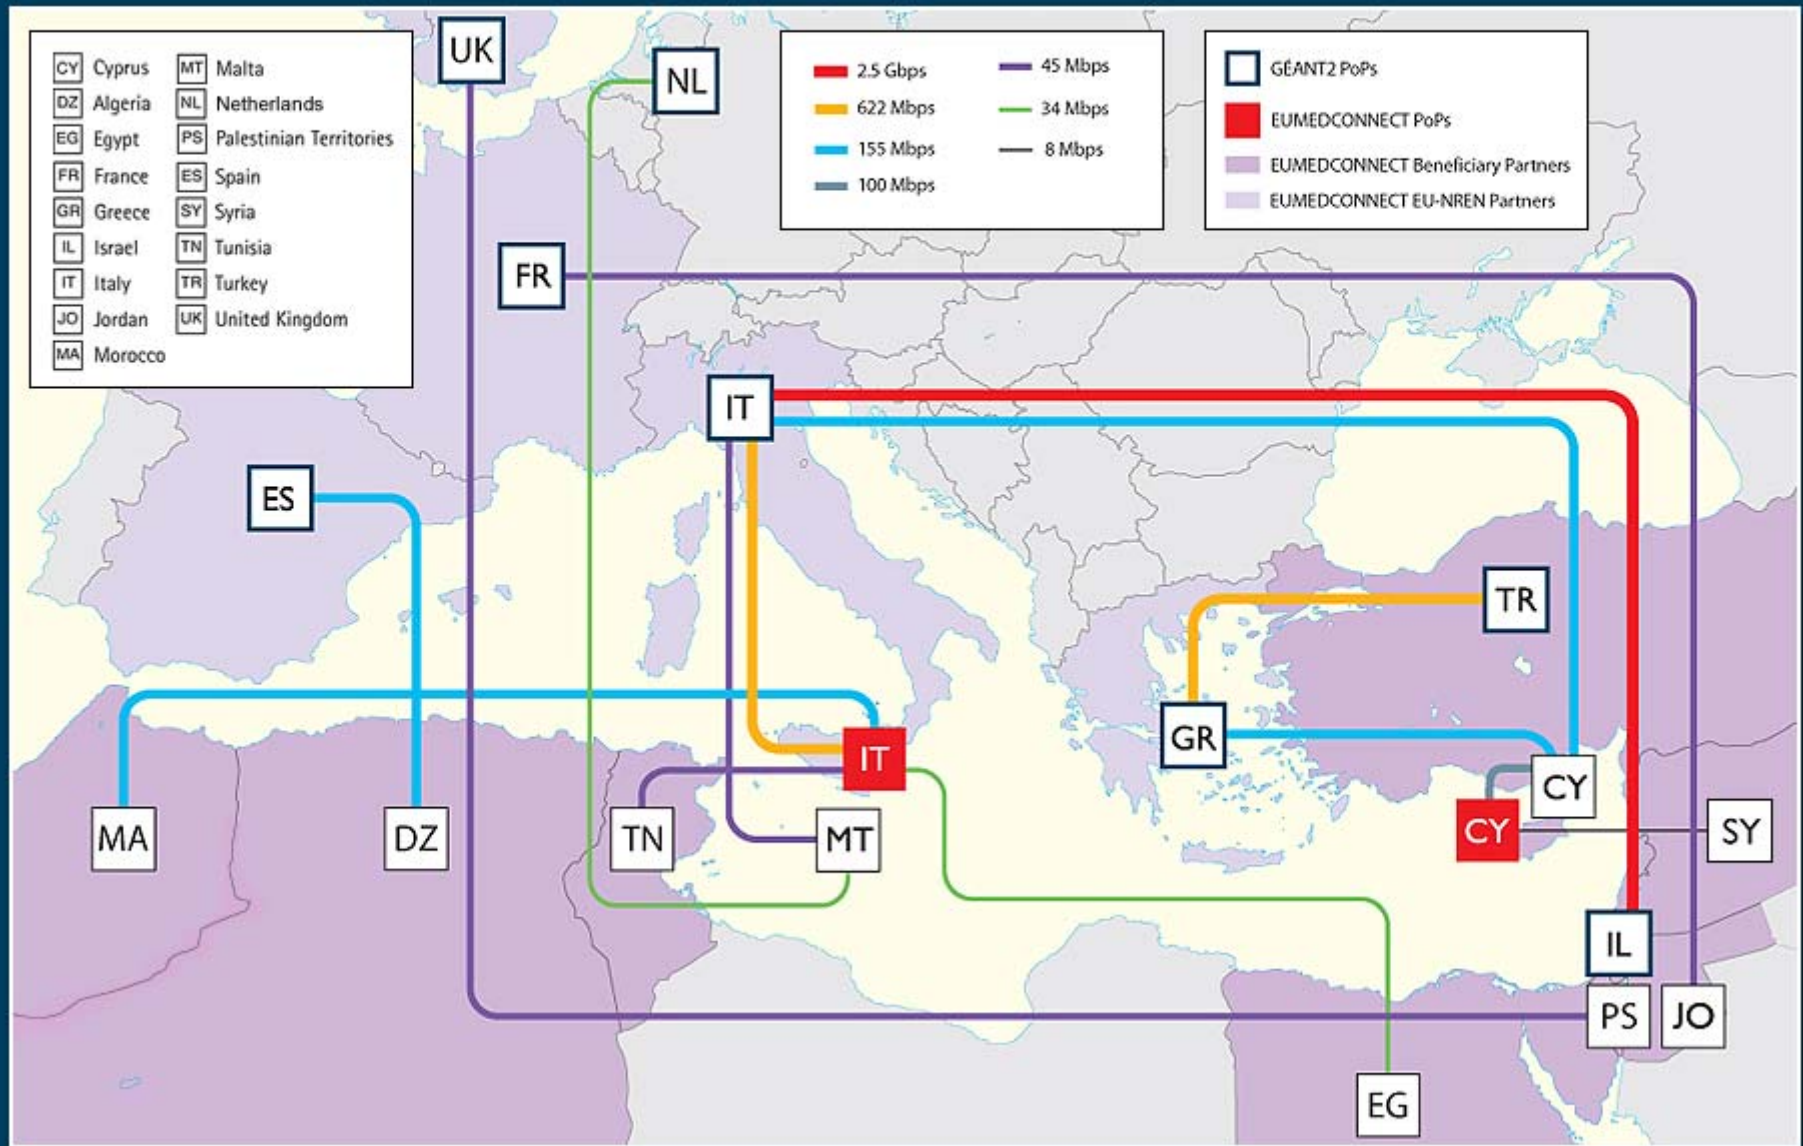 CY Cyprus
DZ Algeria
EG Egypt
FR France
GR Greece
IL Israel
IT Italy
JO Jordan
MA Morocco
MT Malta
NL Netherlands
PS Palestinian Territories
ES Spain
SY Syria
TN Tunisia
TR Turkey
UK United Kingdom
2.5 Gbps
622 Mbps
155 Mbps
100 Mbps
45 Mbps
34 Mbps
8 Mbps
GÉANT2 PoPs
EUMEDCONNECT PoPs
EUMEDCONNECT Beneficiary Partners
EUMEDCONNECT EU-NREN Partners
UK
NL
FR
IT
ES
TR
GR
IT
CY
CY
MA
DZ
TN
MT
SY
IL
PS
JO
EG